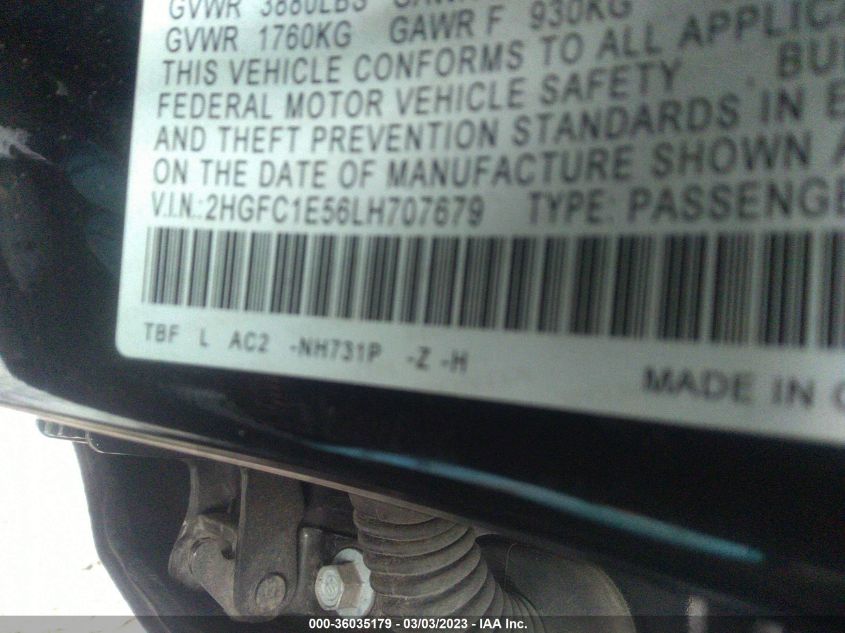 GVWR 3880LBS
GVWR 1760KG GAWR F 930KG
THIS VEHICLE CONFORMS TO ALL
FEDERAL MOTOR VEHICLE SAFETY
AND THEFT PREVENTION STANDARDS IN
ON THE DATE OF MANUFACTURE SHOWN
V.I.N.: 2HGFC1E56LH707679 TYPE:
TBF L AC2 -NH731P -Z -H
MADE IN
000-36035179 - 03/03/2023 - IAA Inc.